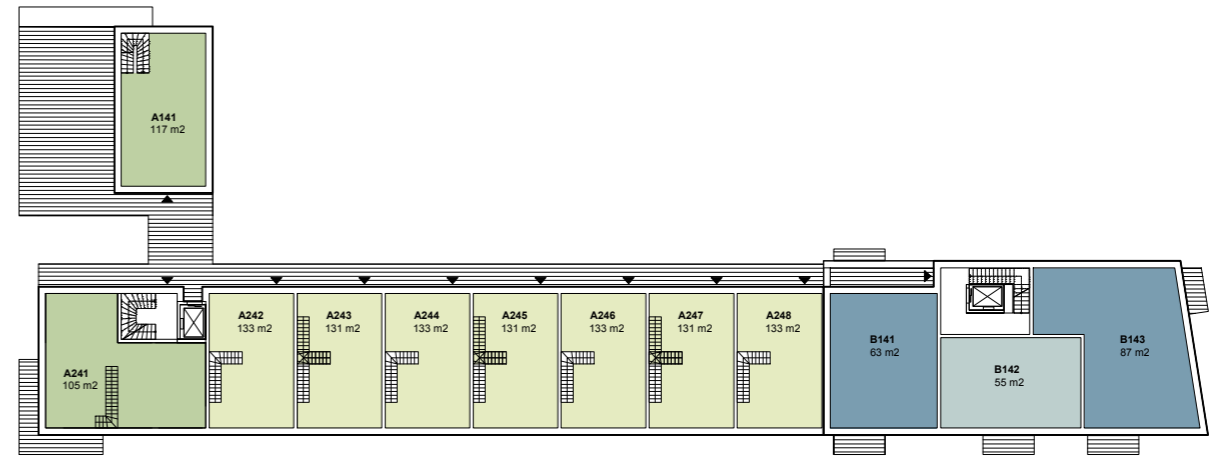 A141
117 m2
A241
105 m2
A242
133 m2
A243
131 m2
A244
133 m2
A245
131 m2
A246
133 m2
A247
131 m2
A248
133 m2
B141
63 m2
B142
55 m2
B143
87 m2